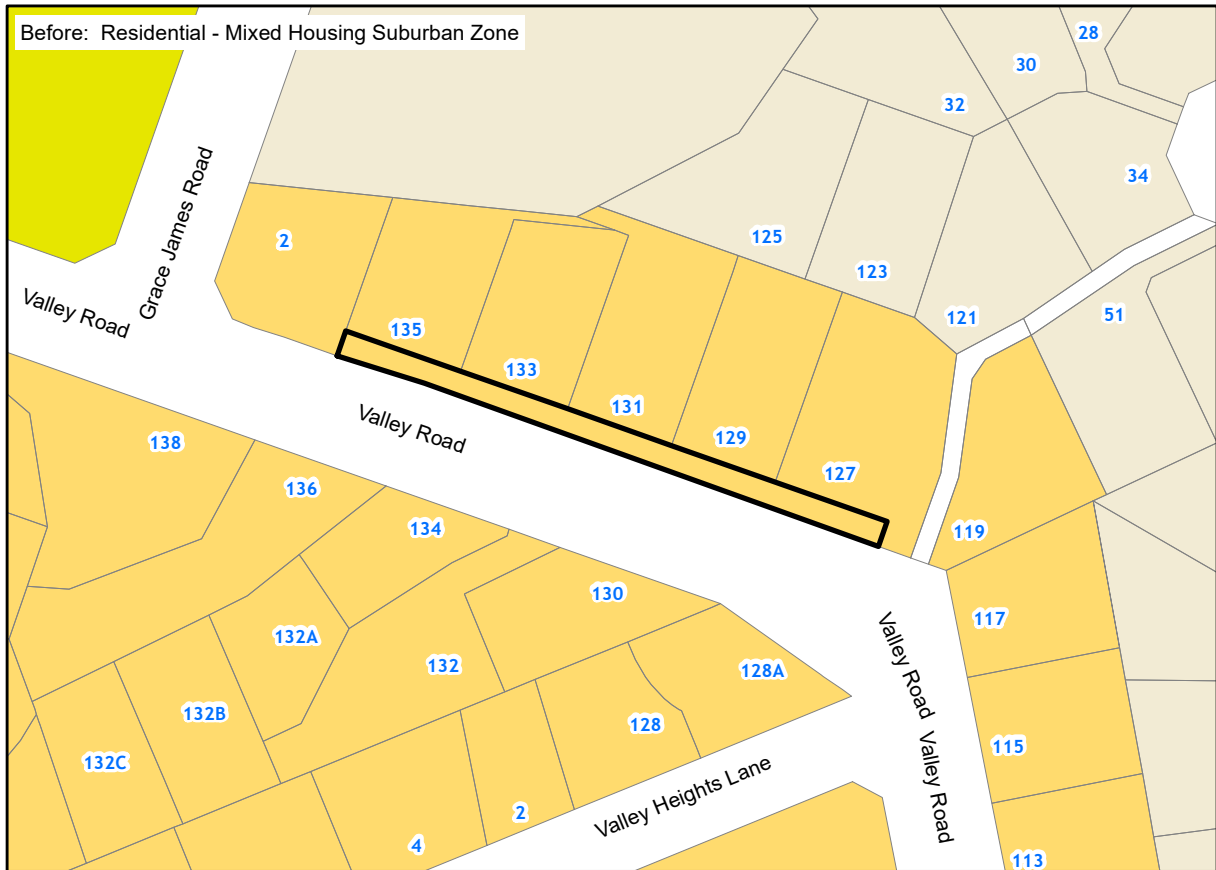 Before:  Residential - Mixed Housing Suburban Zone
28
30
32
34
Grace James Road
2
125
123
121
51
Valley Road
135
133
131
129
127
Valley Road
138
136
134
119
130
117
132A
132
128A
Valley Road
132B
128
132C
115
Valley Road
Valley Heights Lane
2
4
113